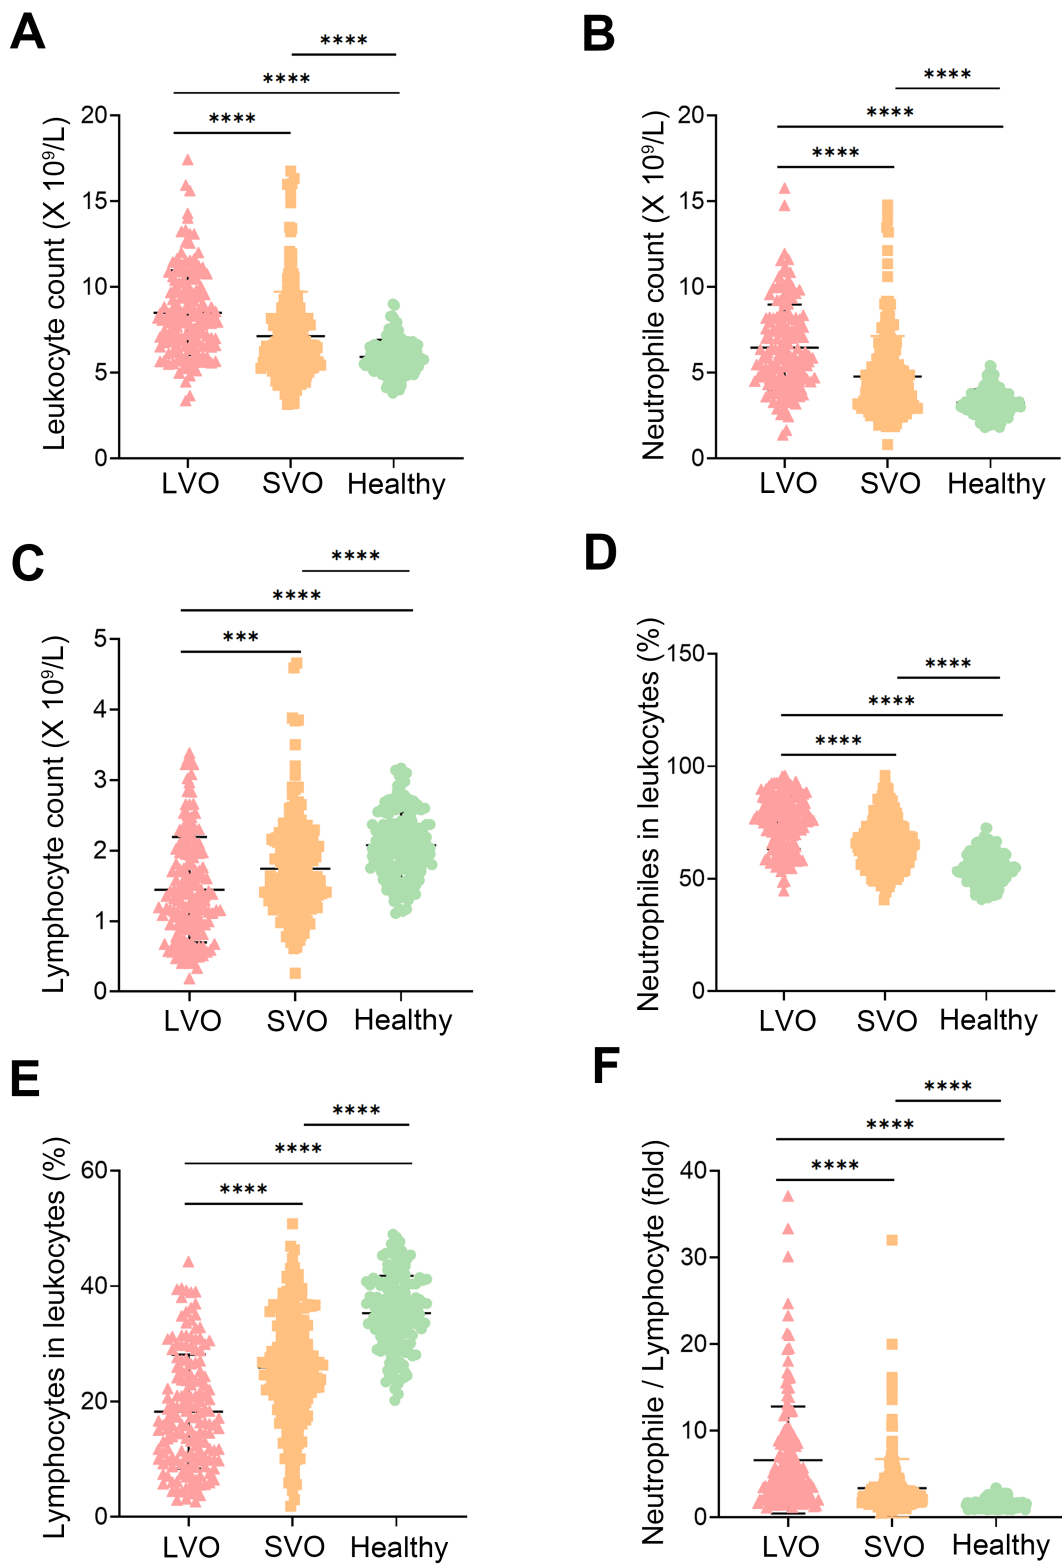 A
B
****
****
****
Leukocyte count (X 10⁹/L)
20
15
10
5
0
LVO SVO Healthy
****
****
****
Neutrophile count (X 10⁹/L)
20
15
10
5
0
LVO SVO Healthy
C
D
****
****
***
Lymphocyte count (X 10⁹/L)
5
4
3
2
1
0
LVO SVO Healthy
****
****
****
Neutrophiles in leukocytes (%)
150
100
50
0
LVO SVO Healthy
E
F
****
****
****
Lymphocytes in leukocytes (%)
60
40
20
0
LVO SVO Healthy
****
****
****
Neutrophile / Lymphocyte (fold)
40
30
20
10
0
LVO SVO Healthy